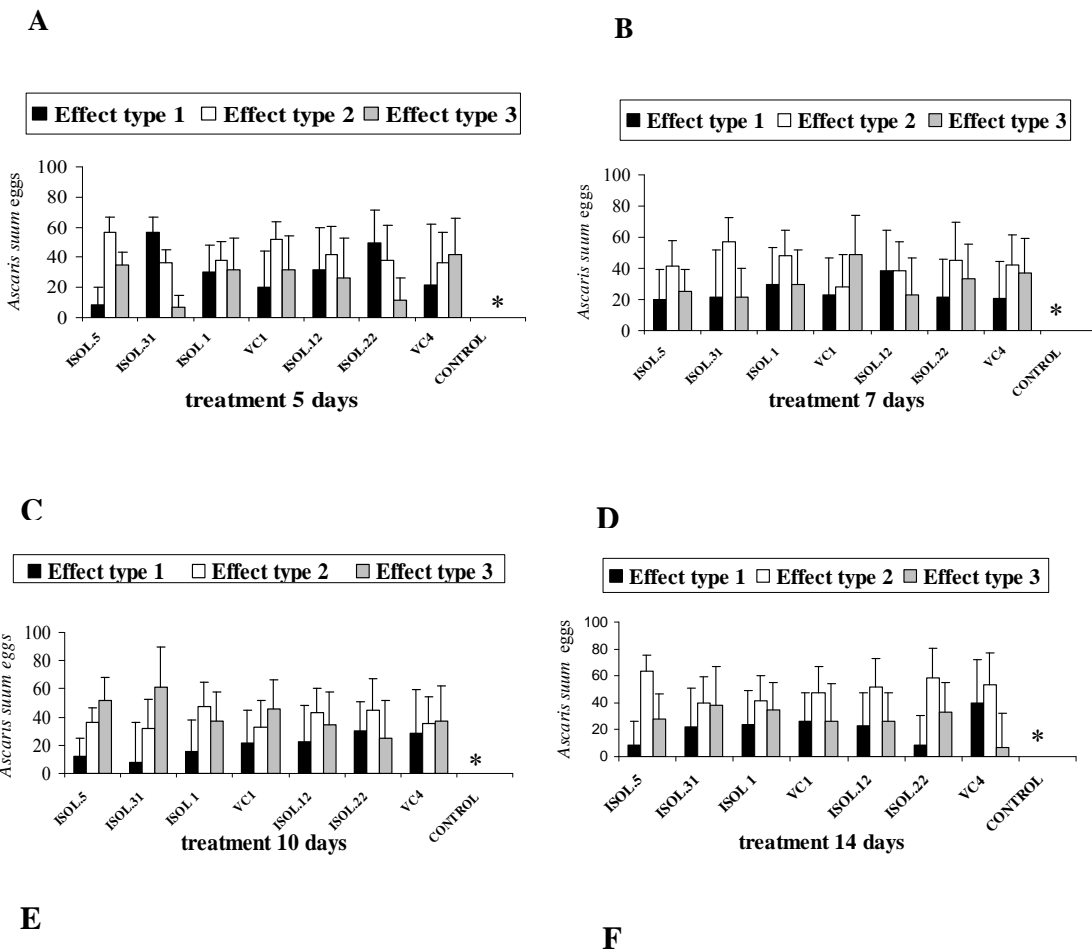 A
Effect type 1 Effect type 2 Effect type 3
Ascaris suum eggs
100
80
60
40
20
0
ISOL.5 ISOL.31 ISOL 1 VC1 ISOL.12 ISOL.22 VC4 CONTROL
*
treatment 5 days
B
Effect type 1 Effect type 2 Effect type 3
Ascaris suum eggs
100
80
60
40
20
0
ISOL.5 ISOL.31 ISOL 1 VC1 ISOL.12 ISOL.22 VC4 CONTROL
*
treatment 7 days
C
Effect type 1 Effect type 2 Effect type 3
Ascaris suum eggs
100
80
60
40
20
0
ISOL.5 ISOL.31 ISOL 1 VC1 ISOL.12 ISOL.22 VC4 CONTROL
*
treatment 10 days
D
Effect type 1 Effect type 2 Effect type 3
Ascaris suum eggs
100
80
60
40
20
0
ISOL.5 ISOL.31 ISOL 1 VC1 ISOL.12 ISOL.22 VC4 CONTROL
*
treatment 14 days
E
F